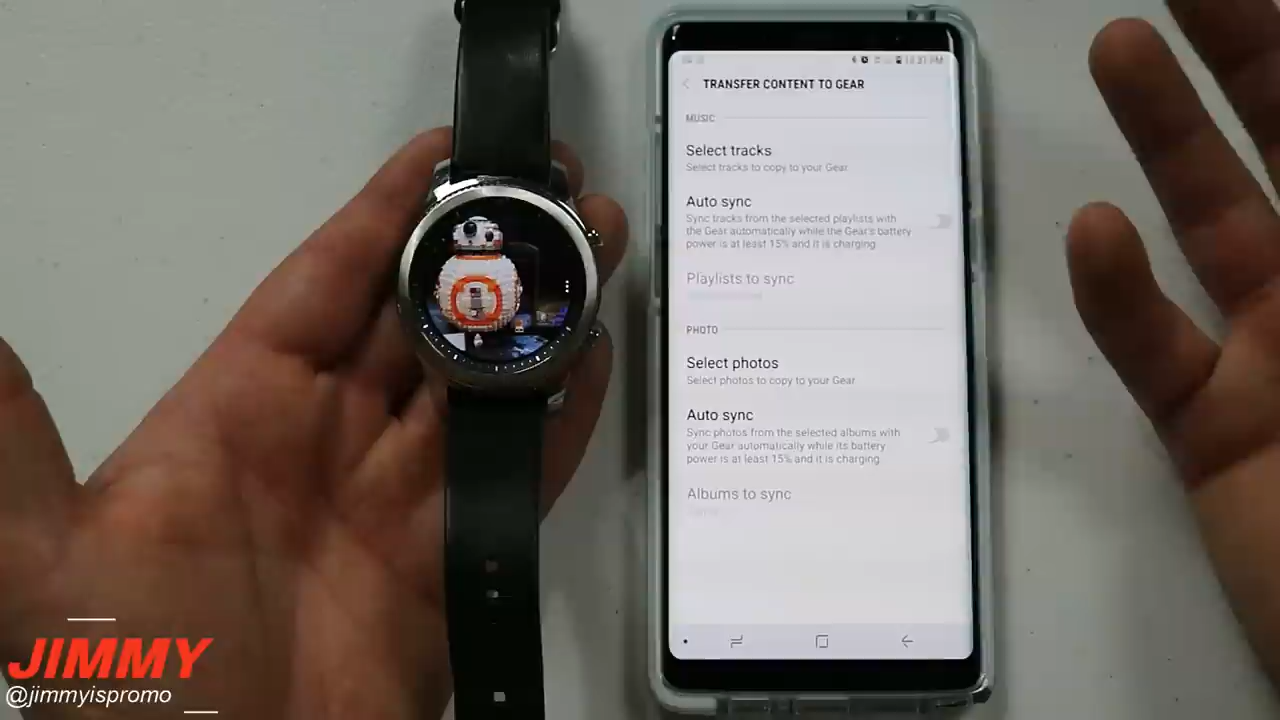 TRANSFER CONTENT TO GEAR
MUSIC
Select tracks
Select tracks to copy to your Gear
Auto sync
Sync tracks from the selected playlists with
the Gear automatically while the Gear's battery
power is at least 15% and it is charging.
Playlists to sync
PHOTO
Select photos
Select photos to copy to your Gear
Auto sync
Sync photos from the selected albums with
your Gear automatically while its battery
power is at least 15% and it is charging.
Albums to sync
JIMMY
@jimmyispromo